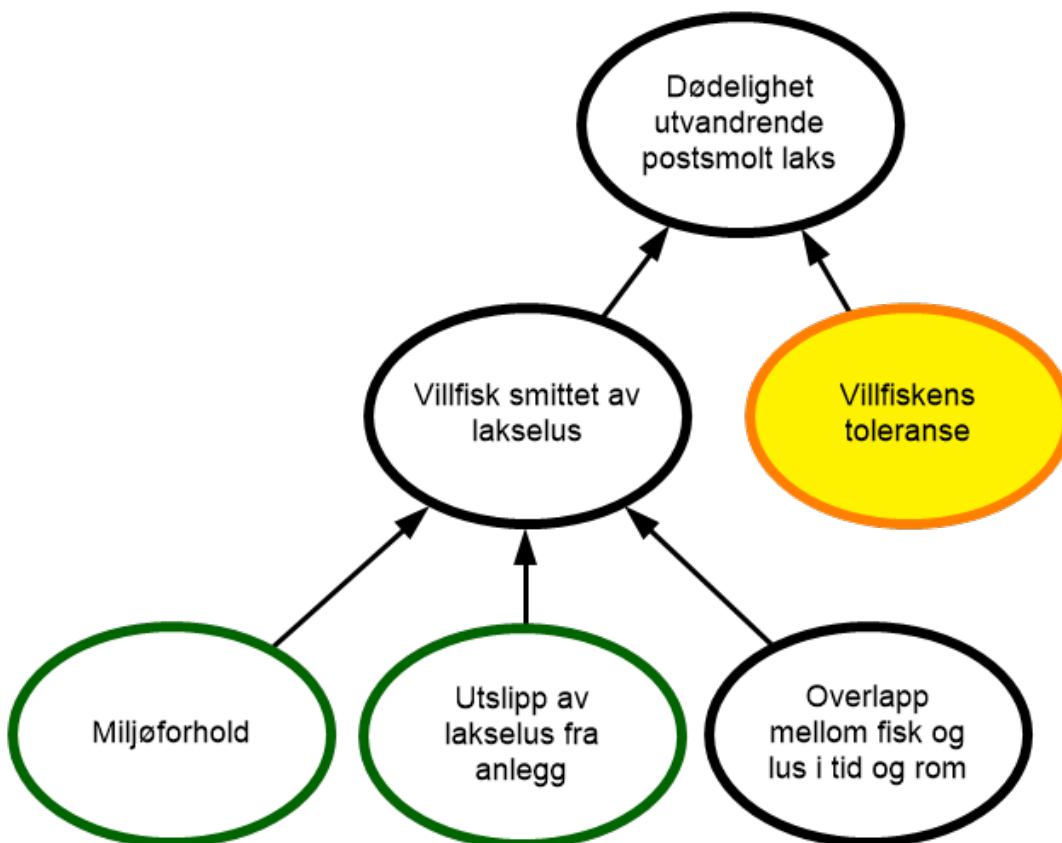 Dødelighet
utvandrende
postsmolt laks
Villfisk smittet av
lakselus
Villfiskens
toleranse
Miljøforhold
Utslipp av
lakselus fra
anlegg
Overlapp
mellom fisk og
lus i tid og rom